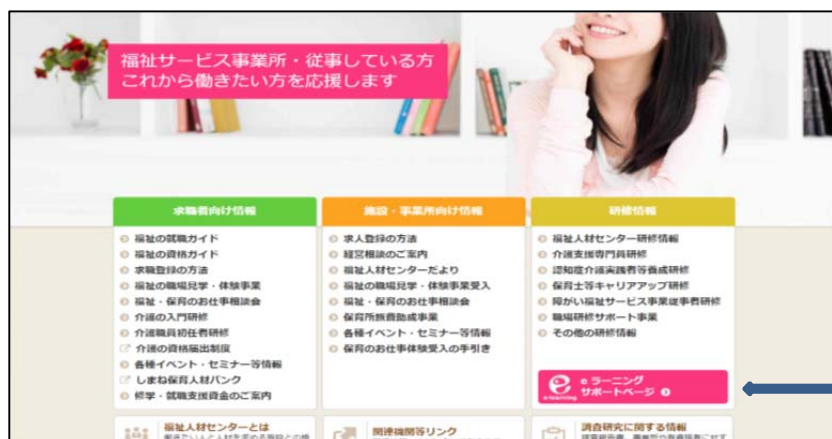 福祉サービス事業所・従事している方
これから働きたい方を応援します
求職者向け情報
福祉の就職ガイド
福祉の資格ガイド
求職登録の方法
福祉の職場見学・体験事業
福祉・保育のお仕事相談会
介護の入門研修
介護職員初任者研修
介護の資格届出制度
各種イベント・セミナー等情報
しまね保育人材バンク
修学・就職支援資金のご案内
施設・事業所向け情報
求人登録の方法
経営相談のご案内
福祉人材センターだより
福祉の職場見学・体験事業受入
福祉・保育のお仕事相談会
保育所旅費助成事業
各種イベント・セミナー等情報
保育のお仕事体験受入の手引き
研修情報
福祉人材センター研修情報
介護支援専門員研修
認知症介護実践者等養成研修
保育士等キャリアアップ研修
障がい福祉サービス事業従事者研修
職場研修サポート事業
その他の研修情報
e-learning
eラーニング
サポートページ
福祉人材センターとは
関連機関等リンク
調査研究に関する情報